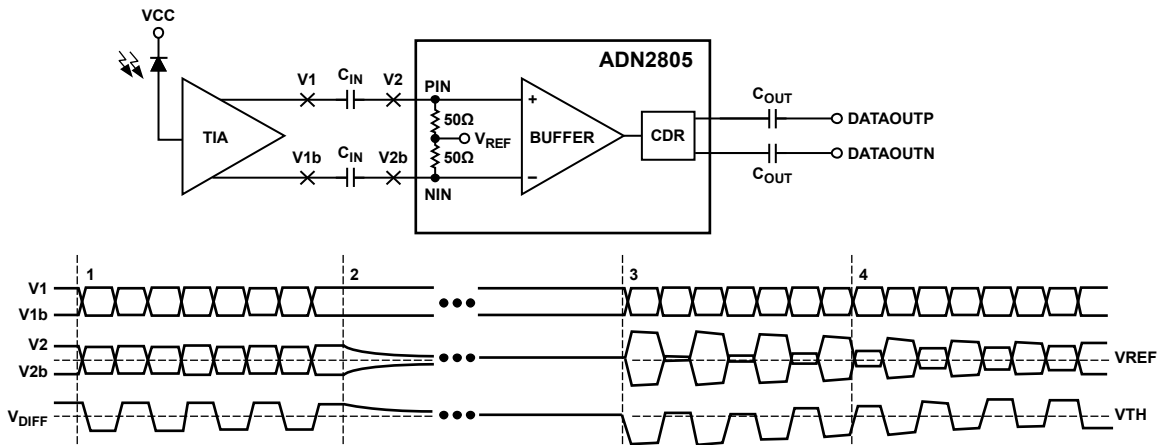 VCC
ADN2805
V1 CIN V2 PIN
TIA
50Ω
VREF
50Ω
BUFFER
CDR
COUT
DATAOUTP
V1b CIN V2b
NIN
DATAOUTN
COUT
+
−
1 2 3 4
V1
V1b
V2
V2b
VREF
VDIFF
VTH